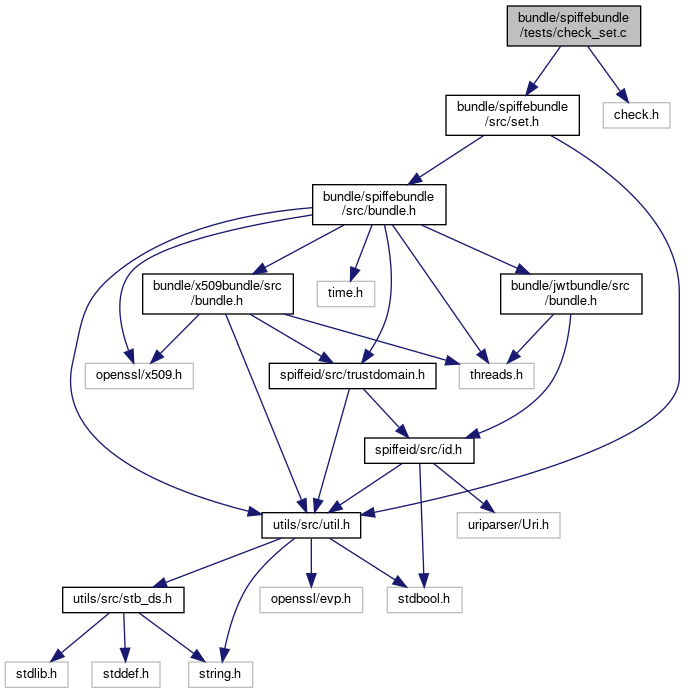 bundle/spiffebundle
/tests/check_set.c
bundle/spiffebundle
/src/set.h
check.h
bundle/spiffebundle
/src/bundle.h
bundle/x509bundle/src
/bundle.h
time.h
bundle/jwtbundle/src
/bundle.h
openssl/x509.h
spiffeid/src/trustdomain.h
threads.h
spiffeid/src/id.h
utils/src/util.h
uriparser/Uri.h
utils/src/stb_ds.h
openssl/evp.h
stdbool.h
stdlib.h
stddef.h
string.h